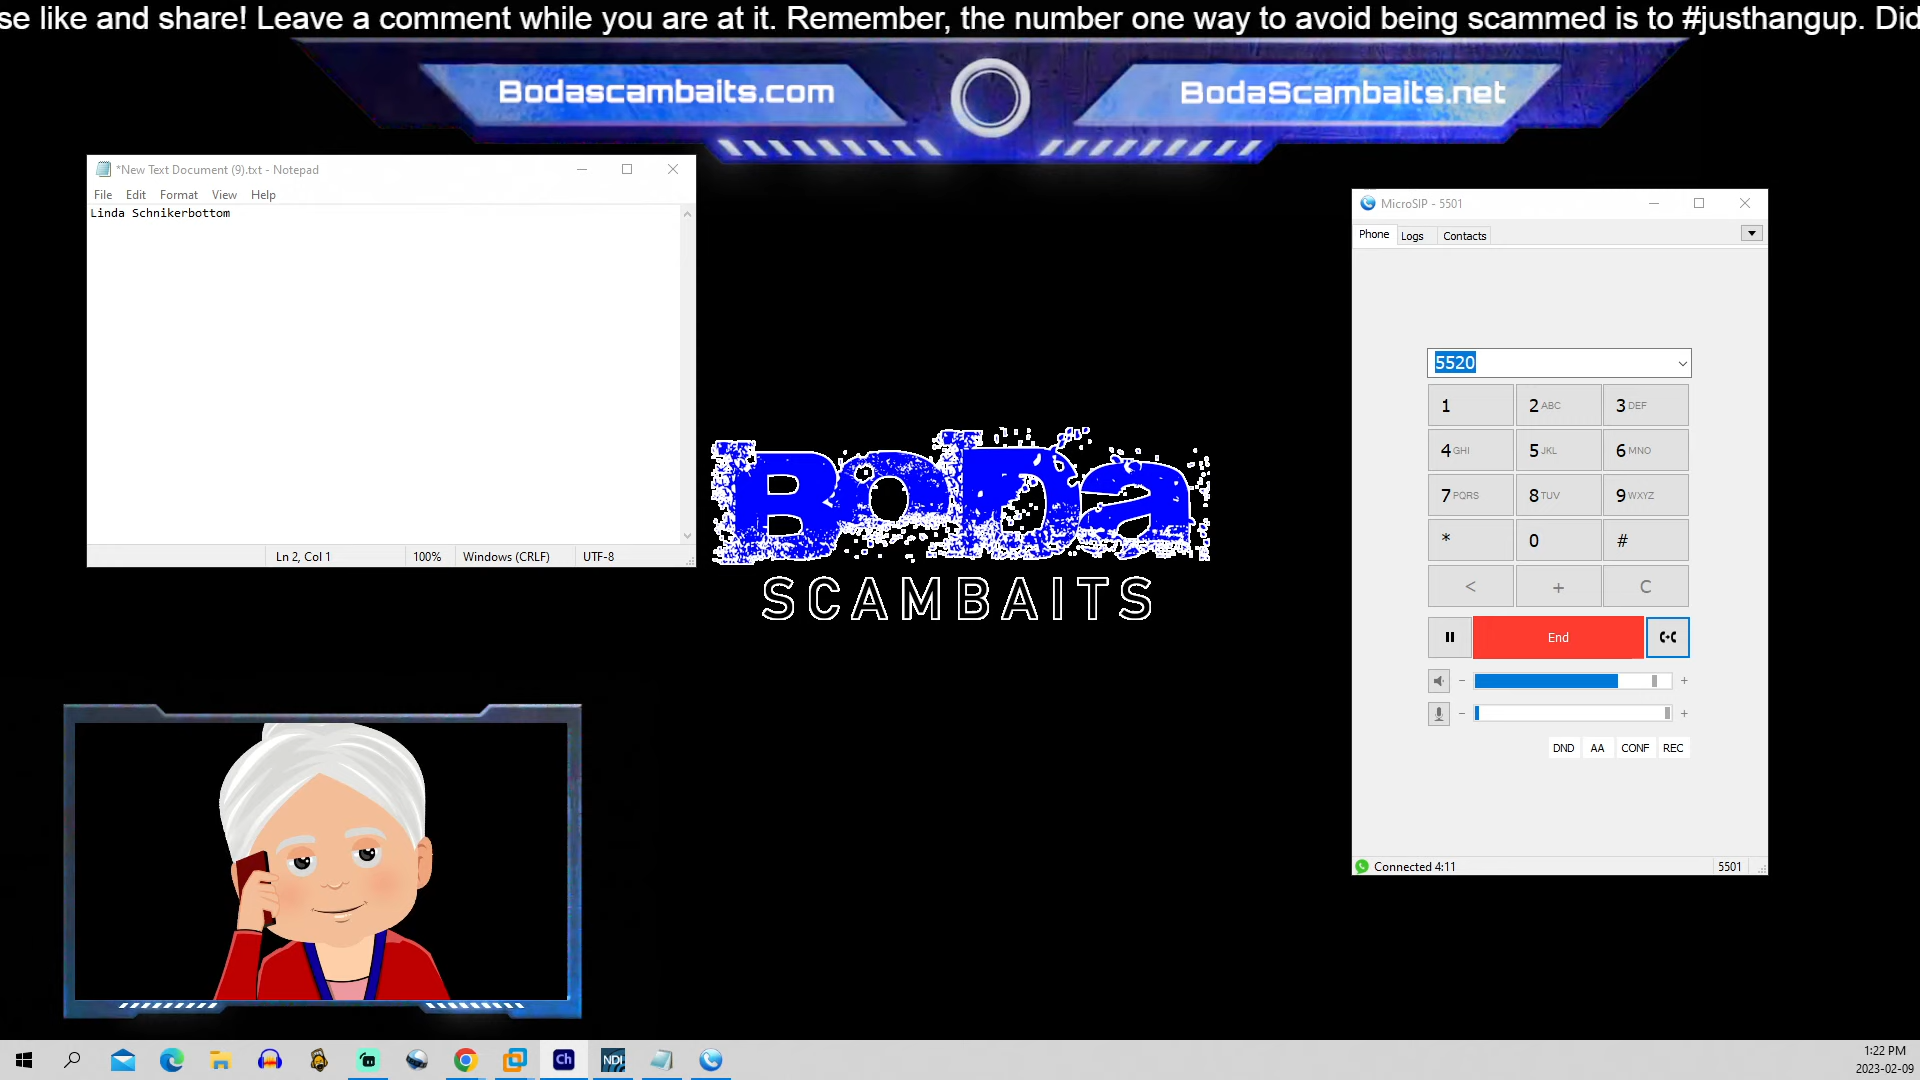 se like and share! Leave a comment while you are at it. Remember, the number one way to avoid being scammed is to #justhangup. Did
Bodascambaits.com
BodaScambaits.net
*New Text Document (9).txt - Notepad
File Edit Format View Help
Linda Schnikerbottom
Ln 2, Col 1 100% Windows (CRLF) UTF-8
BoDa
SCAMBAITS
MicroSIP - 5501
Phone Logs Contacts
5520
1 2 ABC 3 DEF
4 GHI 5 JKL 6 MNO
7 PQRS 8 TUV 9 WXYZ
* 0 #
< + C
End
- +
- +
DND AA CONF REC
Connected 4:11 5501
Ch NDI
1:22 PM
2023-02-09